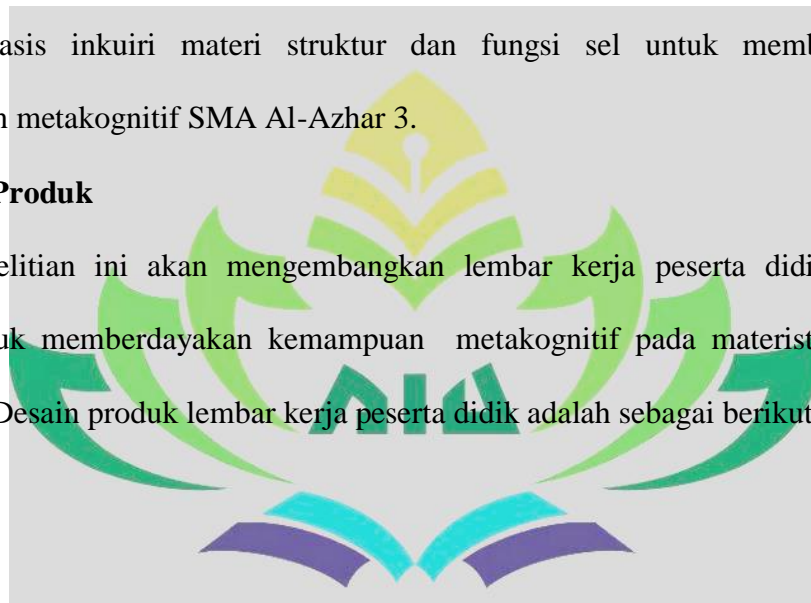 asis inkuiri materi struktur dan fungsi sel untuk memb
n metakognitif SMA Al-Azhar 3.
Produk
elitian ini akan mengembangkan lembar kerja peserta didi
uk memberdayakan kemampuan metakognitif pada materist
Desain produk lembar kerja peserta didik adalah sebagai berikut